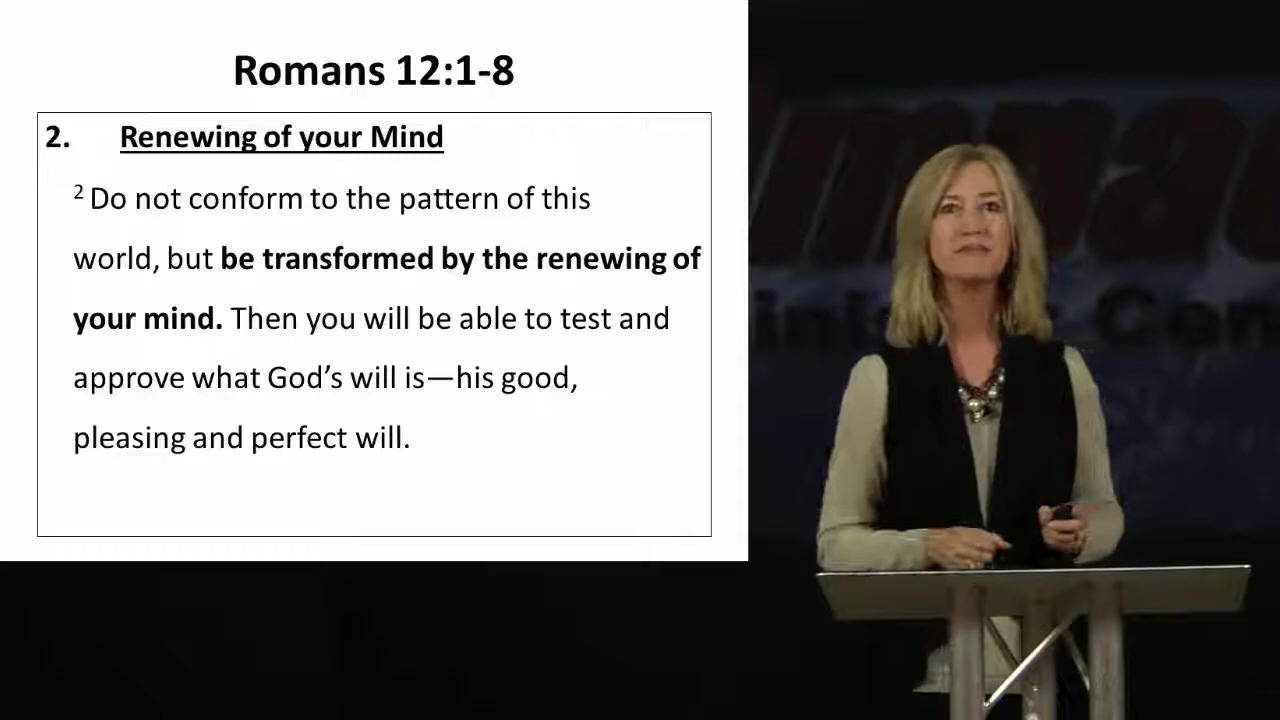 Romans 12:1-8
2. Renewing of your Mind
2 Do not conform to the pattern of this
world, but be transformed by the renewing of
your mind. Then you will be able to test and
approve what God’s will is—his good,
pleasing and perfect will.